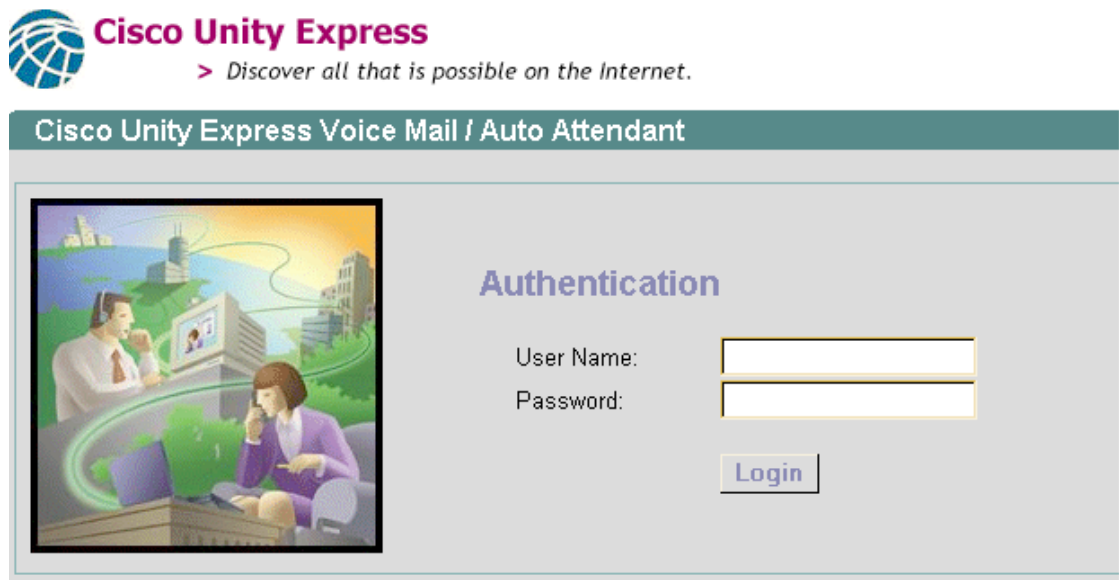 Cisco Unity Express
> Discover all that is possible on the Internet.
Cisco Unity Express Voice Mail / Auto Attendant
Authentication
User Name:
Password:
Login